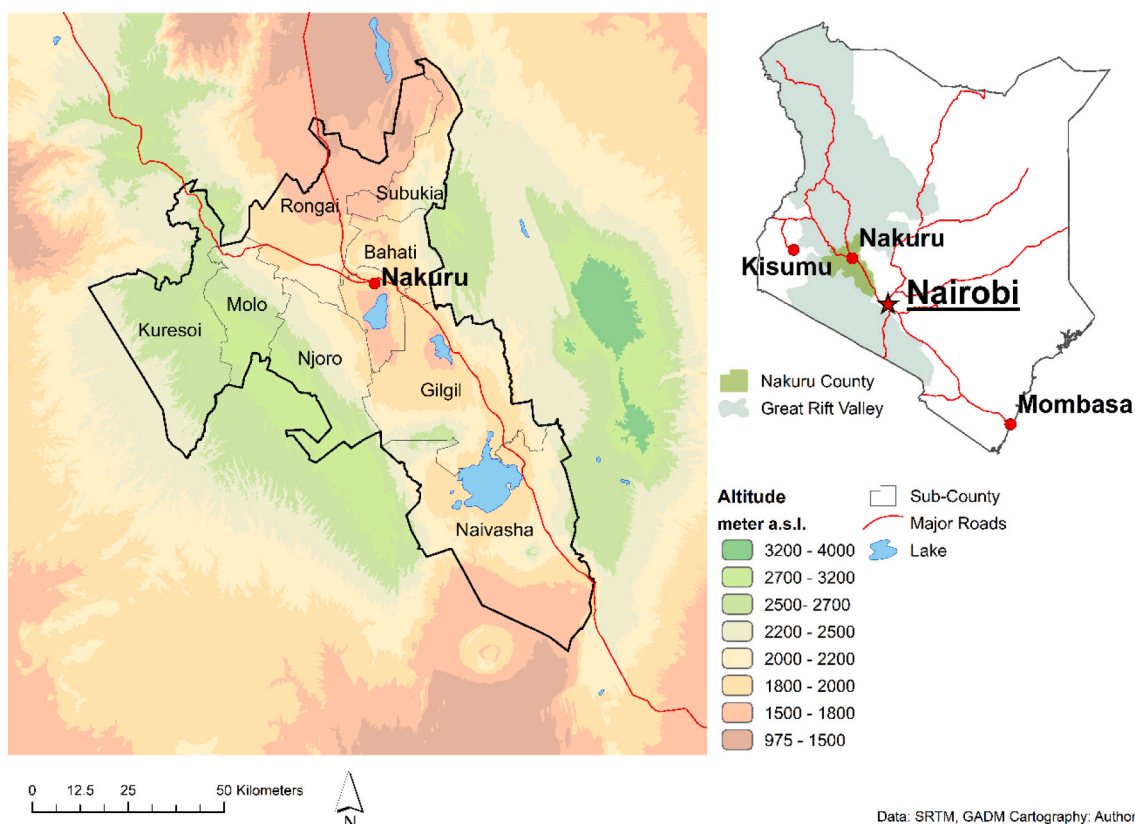 Subukia
Rongai
Bahati
Nakuru
Molo
Kuresoi
Njoro
Gilgil
Naivasha
0 12.5 25 50 Kilometers
N
Nakuru
Kisumu
Nairobi
Mombasa
Nakuru County
Great Rift Valley
Altitude
meter a.s.l.
3200 - 4000
2700 - 3200
2500- 2700
2200 - 2500
2000 - 2200
1800 - 2000
1500 - 1800
975 - 1500
Sub-County
Major Roads
Lake
Data: SRTM, GADM Cartography: Author